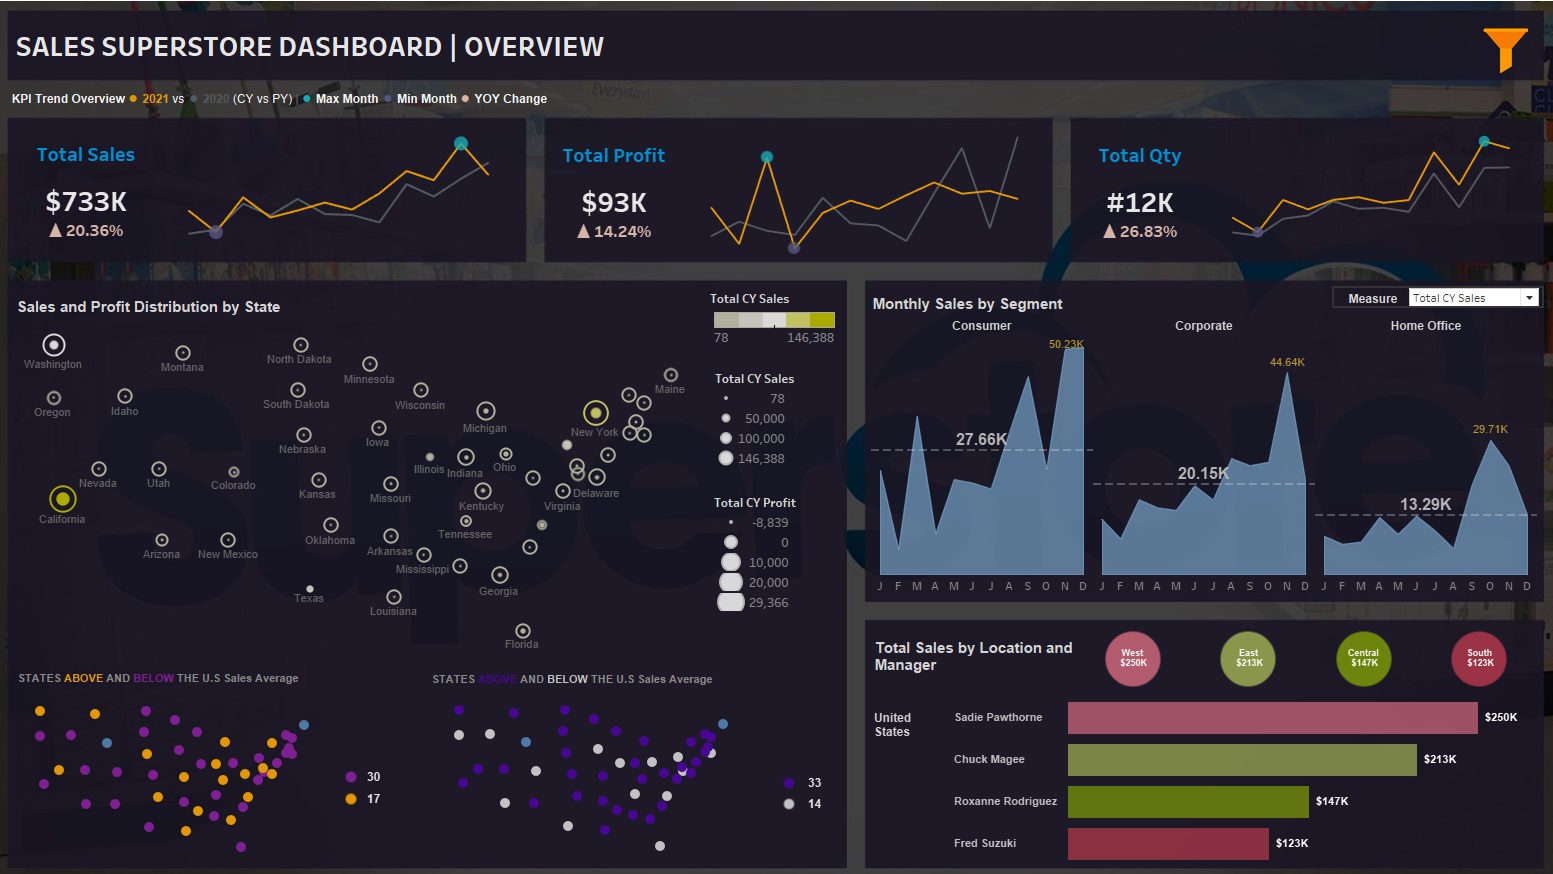 SALES SUPERSTORE DASHBOARD | OVERVIEW
KPI Trend Overview 2021 vs 2020 (CY vs PY) | Max Month Min Month YOY Change
Total Sales
$733K
20.36%
Total Profit
$93K
14.24%
Total Qty
#12K
26.83%
Sales and Profit Distribution by State
Washington
Montana
North Dakota
Minnesota
Maine
Oregon
Idaho
South Dakota
Wisconsin
Michigan
New York
Nebraska
Iowa
Illinois
Indiana
Ohio
Nevada
Utah
Colorado
Kansas
Missouri
Kentucky
Virginia
Delaware
California
Oklahoma
Tennessee
Arizona
New Mexico
Arkansas
Mississippi
Texas
Louisiana
Georgia
Florida
Total CY Sales
78 146,388
Total CY Sales
78
50,000
100,000
146,388
Total CY Profit
-8,839
0
10,000
20,000
29,366
STATES ABOVE AND BELOW THE U.S Sales Average
30
17
STATES ABOVE AND BELOW THE U.S Sales Average
33
14
Monthly Sales by Segment
Measure Total CY Sales
Consumer Corporate Home Office
50.23K
44.64K
29.71K
27.66K
20.15K
13.29K
J F M A M J J A S O N D J F M A M J J A S O N D J F M A M J J A S O N D
Total Sales by Location and
Manager
West
$250K
East
$213K
Central
$147K
South
$123K
United
States
Sadie Pawthorne $250K
Chuck Magee $213K
Roxanne Rodriguez $147K
Fred Suzuki $123K